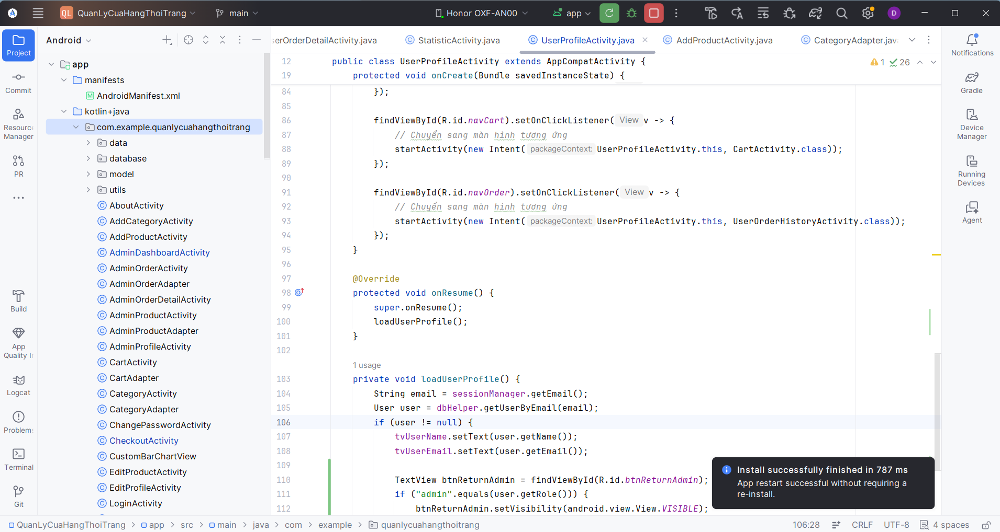 QL QuanLyCuaHangThoiTrang main Honor OXF-AN00 app D
Project
Commit
Resource
Manager
PR
Build
App
Quality
Logcat
Problems
Terminal
Git
Android
app
manifests
AndroidManifest.xml
kotlin+java
com.example.quanlycuahangthoitrang
data
database
model
utils
AboutActivity
AddCategoryActivity
AddProductActivity
AdminDashboardActivity
AdminOrderActivity
AdminOrderAdapter
AdminOrderDetailActivity
AdminProductActivity
AdminProductAdapter
AdminProfileActivity
CartActivity
CartAdapter
CategoryActivity
CategoryAdapter
ChangePasswordActivity
CheckoutActivity
CustomBarChartView
EditProductActivity
EditProfileActivity
LoginActivity
serOrderDetailActivity.java StatisticActivity.java UserProfileActivity.java AddProductActivity.java CategoryAdapter.jav
12 public class UserProfileActivity extends AppCompatActivity {
1 26
19 protected void onCreate(Bundle savedInstanceState) {
84 });
85
86 findViewById(R.id.navCart).setOnClickListener( View v -> {
87 // Chuyển sang màn hình tương ứng
88 startActivity(new Intent( packageContext: UserProfileActivity.this, CartActivity.class));
89 });
90
91 findViewById(R.id.navOrder).setOnClickListener( View v -> {
92 // Chuyển sang màn hình tương ứng
93 startActivity(new Intent( packageContext: UserProfileActivity.this, UserOrderHistoryActivity.class));
94 });
95 }
96
97 @Override
98 protected void onResume() {
99 super.onResume();
100 loadUserProfile();
101 }
102
1 usage
103 private void loadUserProfile() {
104 String email = sessionManager.getEmail();
105 User user = dbHelper.getUserByEmail(email);
106 if (user != null) {
107 tvUserName.setText(user.getName());
108 tvUserEmail.setText(user.getEmail());
109
110 TextView btnReturnAdmin = findViewById(R.id.btnReturnAdmin);
111 if ("admin".equals(user.getRole())) {
112 btnReturnAdmin.setVisibility(android.view.View.VISIBLE);
Install successfully finished in 787 ms
App restart successful without requiring a
re-install.
Notifications
Gradle
Device
Manager
Running
Devices
Agent
QuanLyCuaHangThoiTrang > app > src > main > java > com > example > quanlycuahangthoitrang
106:28 CRLF UTF-8 4 spaces